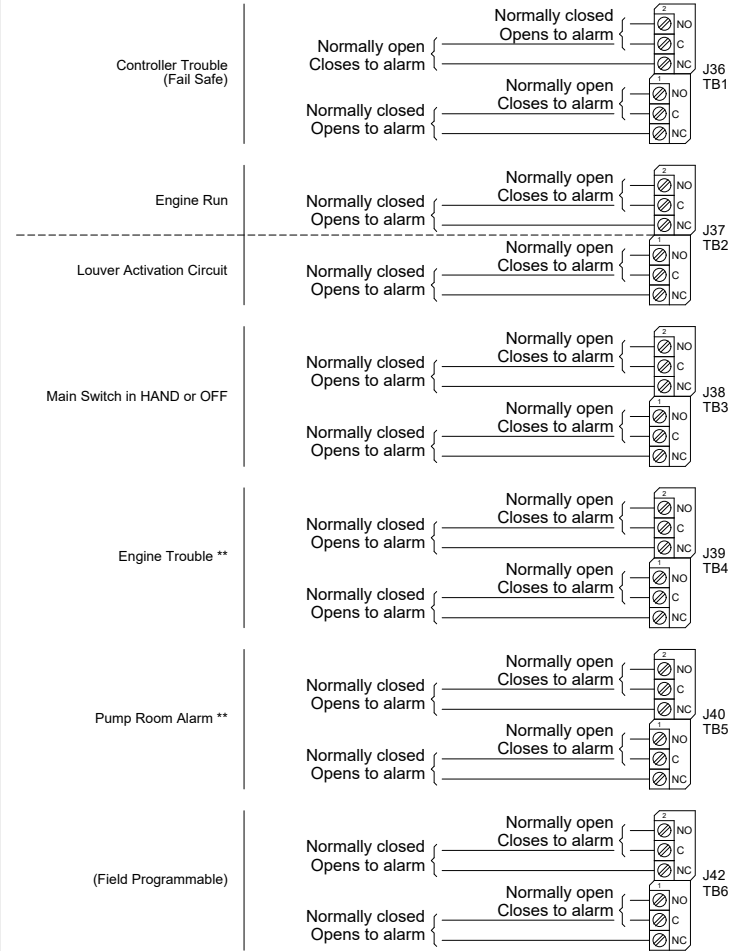 Controller Trouble
(Fail Safe)
Normally closed
Opens to alarm
Normally open
Closes to alarm
2
NO
C
NC
J36
TB1
Normally open
Closes to alarm
Normally closed
Opens to alarm
1
NO
C
NC
Engine Run
Normally open
Closes to alarm
Normally closed
Opens to alarm
2
NO
C
NC
J37
TB2
Louver Activation Circuit
Normally open
Closes to alarm
Normally closed
Opens to alarm
1
NO
C
NC
Main Switch in HAND or OFF
Normally open
Closes to alarm
Normally closed
Opens to alarm
2
NO
C
NC
J38
TB3
Normally open
Closes to alarm
Normally closed
Opens to alarm
1
NO
C
NC
Engine Trouble **
Normally open
Closes to alarm
Normally closed
Opens to alarm
2
NO
C
NC
J39
TB4
Normally open
Closes to alarm
Normally closed
Opens to alarm
1
NO
C
NC
Pump Room Alarm **
Normally open
Closes to alarm
Normally closed
Opens to alarm
2
NO
C
NC
J40
TB5
Normally open
Closes to alarm
Normally closed
Opens to alarm
1
NO
C
NC
(Field Programmable)
Normally open
Closes to alarm
Normally closed
Opens to alarm
2
NO
C
NC
J42
TB6
Normally open
Closes to alarm
Normally closed
Opens to alarm
1
NO
C
NC